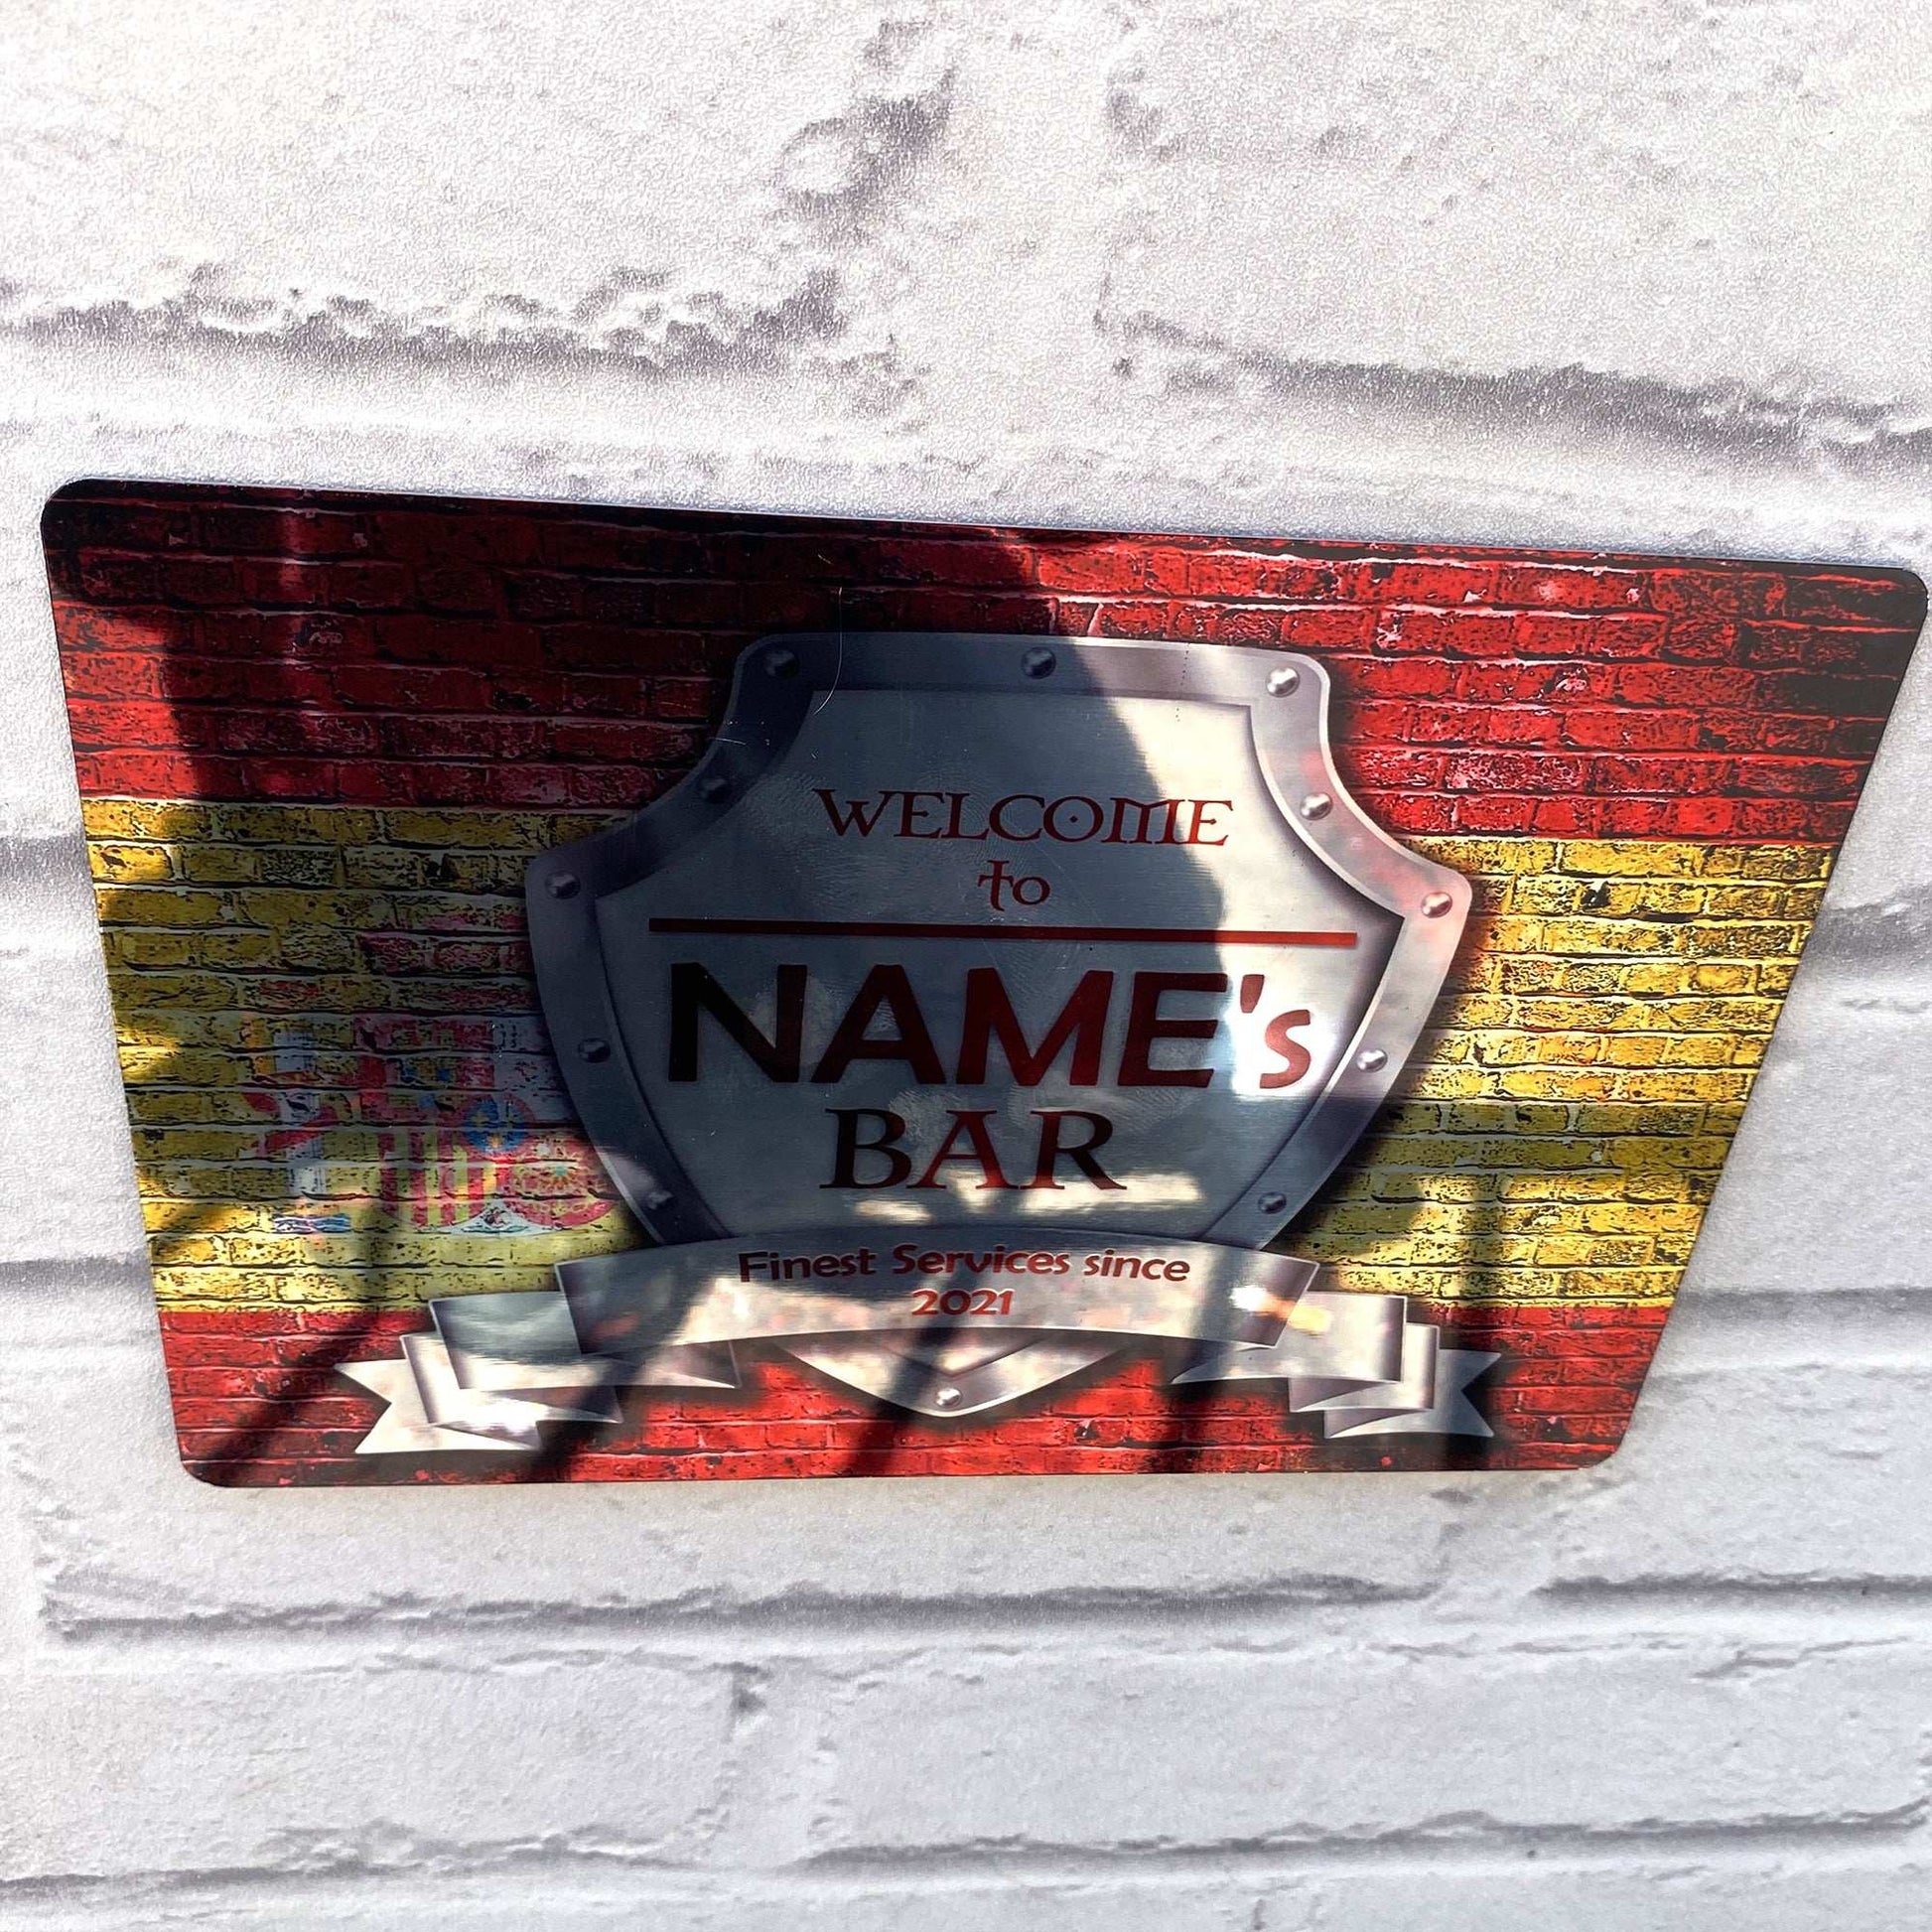 WELCOME
to
NAME's
BAR
Finest Services since
2021